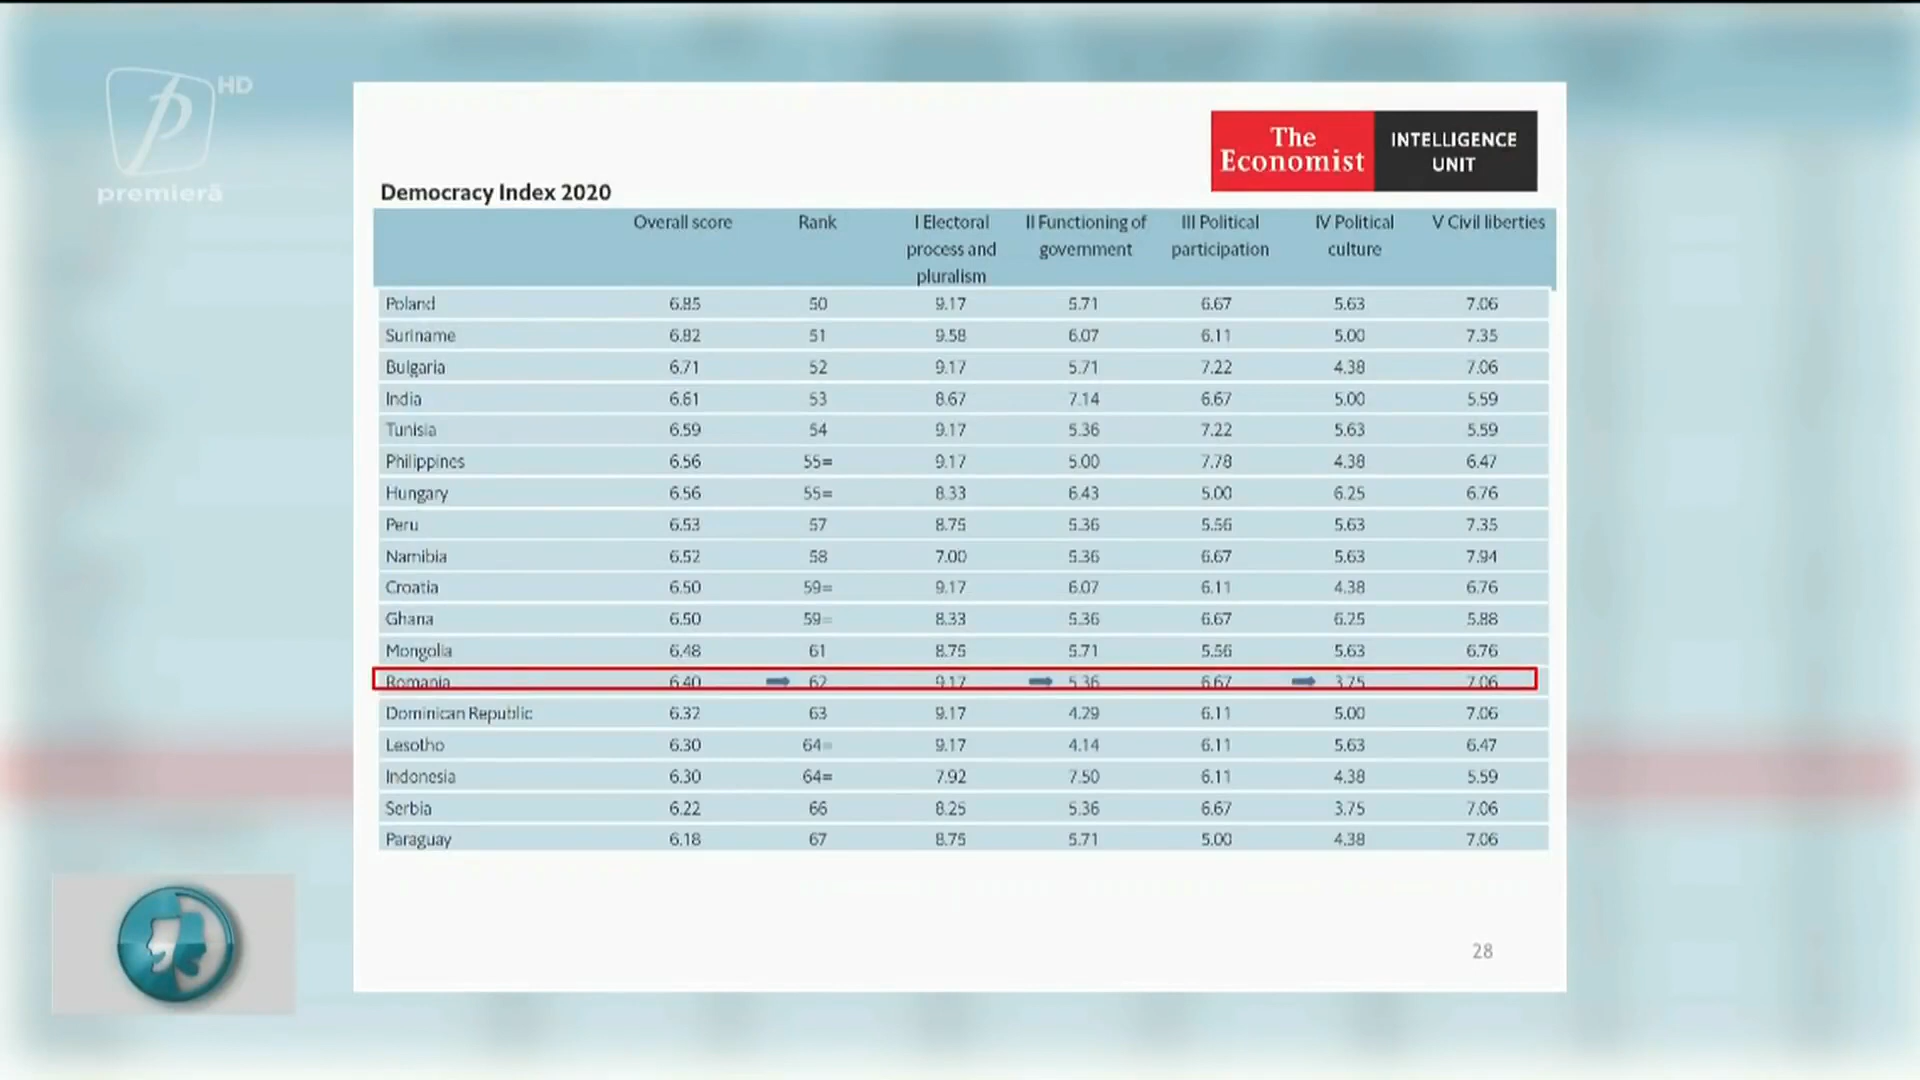 HD
premieră
The
Economist
INTELLIGENCE
UNIT
Democracy Index 2020
Overall score Rank I Electoral process and pluralism II Functioning of government III Political participation IV Political culture V Civil liberties
Poland 6.85 50 9.17 5.71 6.67 5.63 7.06
Suriname 6.82 51 9.58 6.07 6.11 5.00 7.35
Bulgaria 6.71 52 9.17 5.71 7.22 4.38 7.06
India 6.61 53 8.67 7.14 6.67 5.00 5.59
Tunisia 6.59 54 9.17 5.36 7.22 5.63 5.59
Philippines 6.56 55= 9.17 5.00 7.78 4.38 6.47
Hungary 6.56 55= 8.33 6.43 5.00 6.25 6.76
Peru 6.53 57 8.75 5.36 5.56 5.63 7.35
Namibia 6.52 58 7.00 5.36 6.67 5.63 7.94
Croatia 6.50 59= 9.17 6.07 6.11 4.38 6.76
Ghana 6.50 59= 8.33 5.36 6.67 6.25 5.88
Mongolia 6.48 61 8.75 5.71 5.56 5.63 6.76
Romania 6.40 62 9.17 5.36 6.67 3.75 7.06
Dominican Republic 6.32 63 9.17 4.29 6.11 5.00 7.06
Lesotho 6.30 64= 9.17 4.14 6.11 5.63 6.47
Indonesia 6.30 64= 7.92 7.50 6.11 4.38 5.59
Serbia 6.22 66 8.25 5.36 6.67 3.75 7.06
Paraguay 6.18 67 8.75 5.71 5.00 4.38 7.06
28